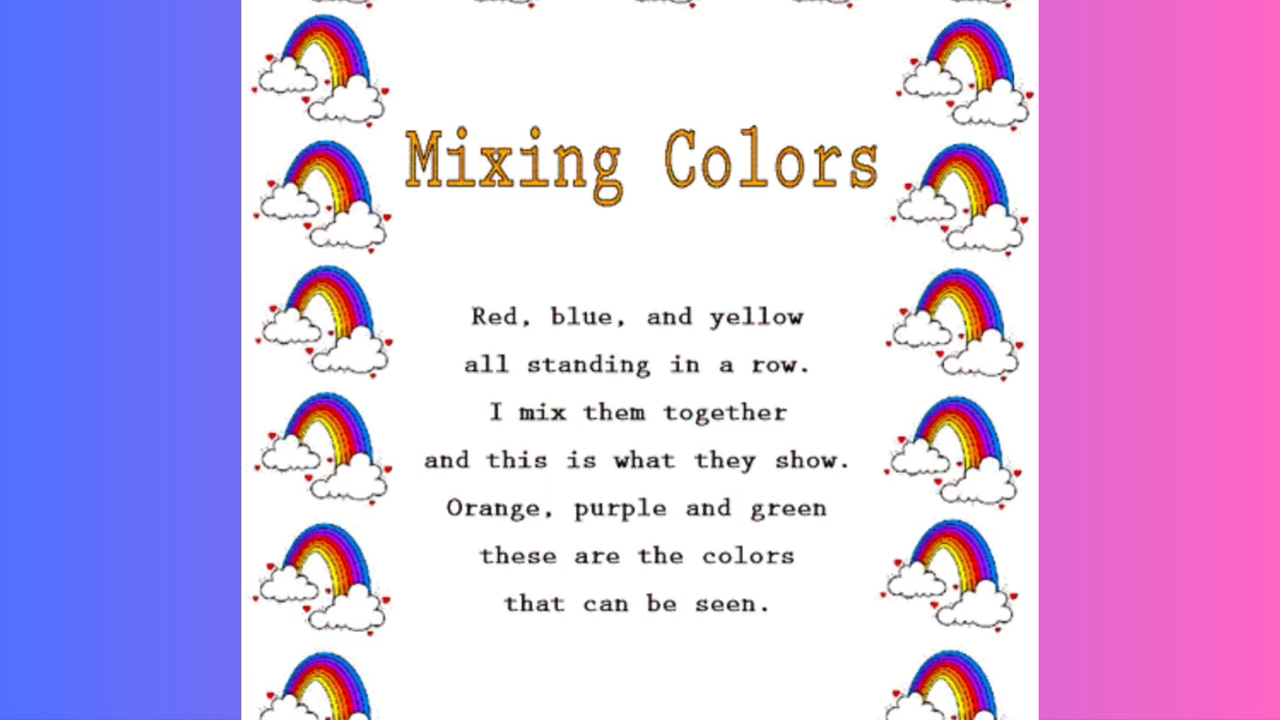 Mixing Colors
Red, blue, and yellow
all standing in a row.
I mix them together
and this is what they show.
Orange, purple and green
these are the colors
that can be seen.